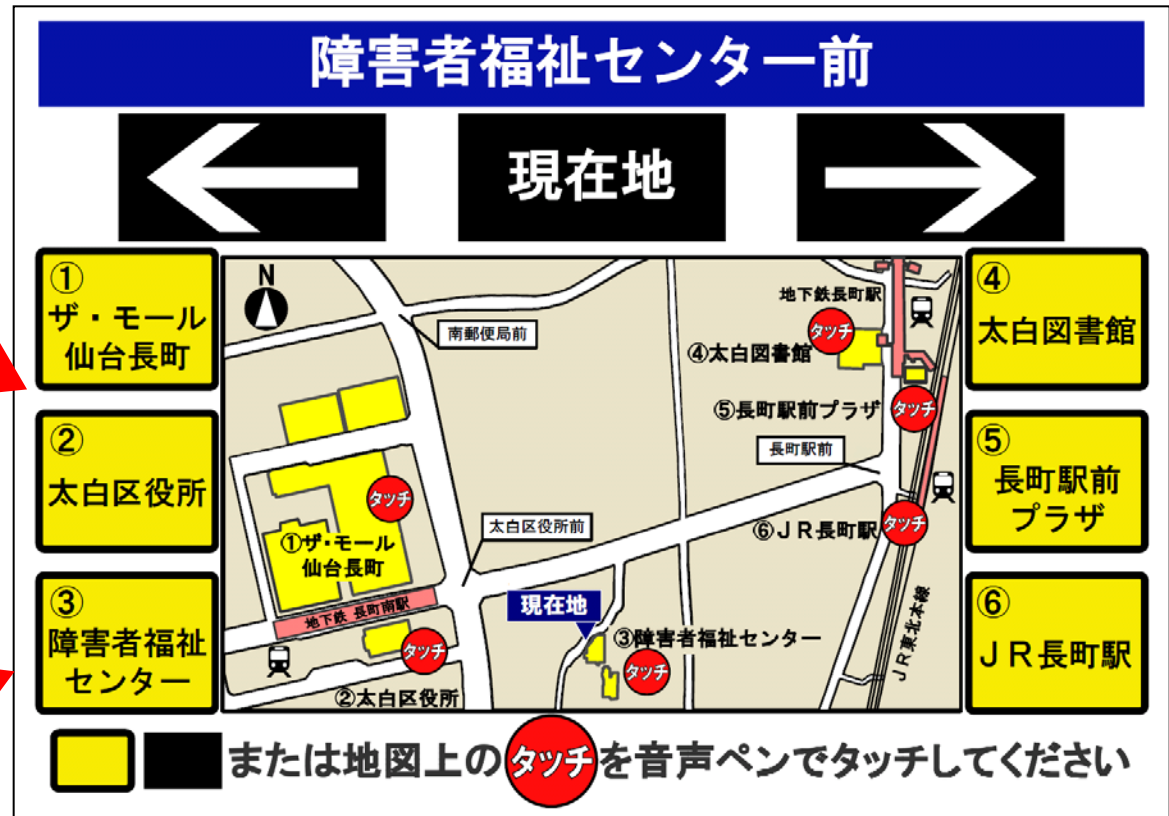 障害者福祉センター前
現在地
①
ザ・モール
仙台長町
②
太白区役所
③
障害者福祉
センター
N
南郵便局前
地下鉄長町駅
タッチ
④太白図書館
⑤長町駅前プラザ
タッチ
長町駅前
タッチ
太白区役所前
①ザ・モール
仙台長町
⑥JR長町駅
タッチ
地下鉄 長町南駅
現在地
③障害者福祉センター
タッチ
タッチ
②太白区役所
JR東北本線
④
太白図書館
⑤
長町駅前
プラザ
⑥
JR長町駅
または地図上のタッチを音声ペンでタッチしてください